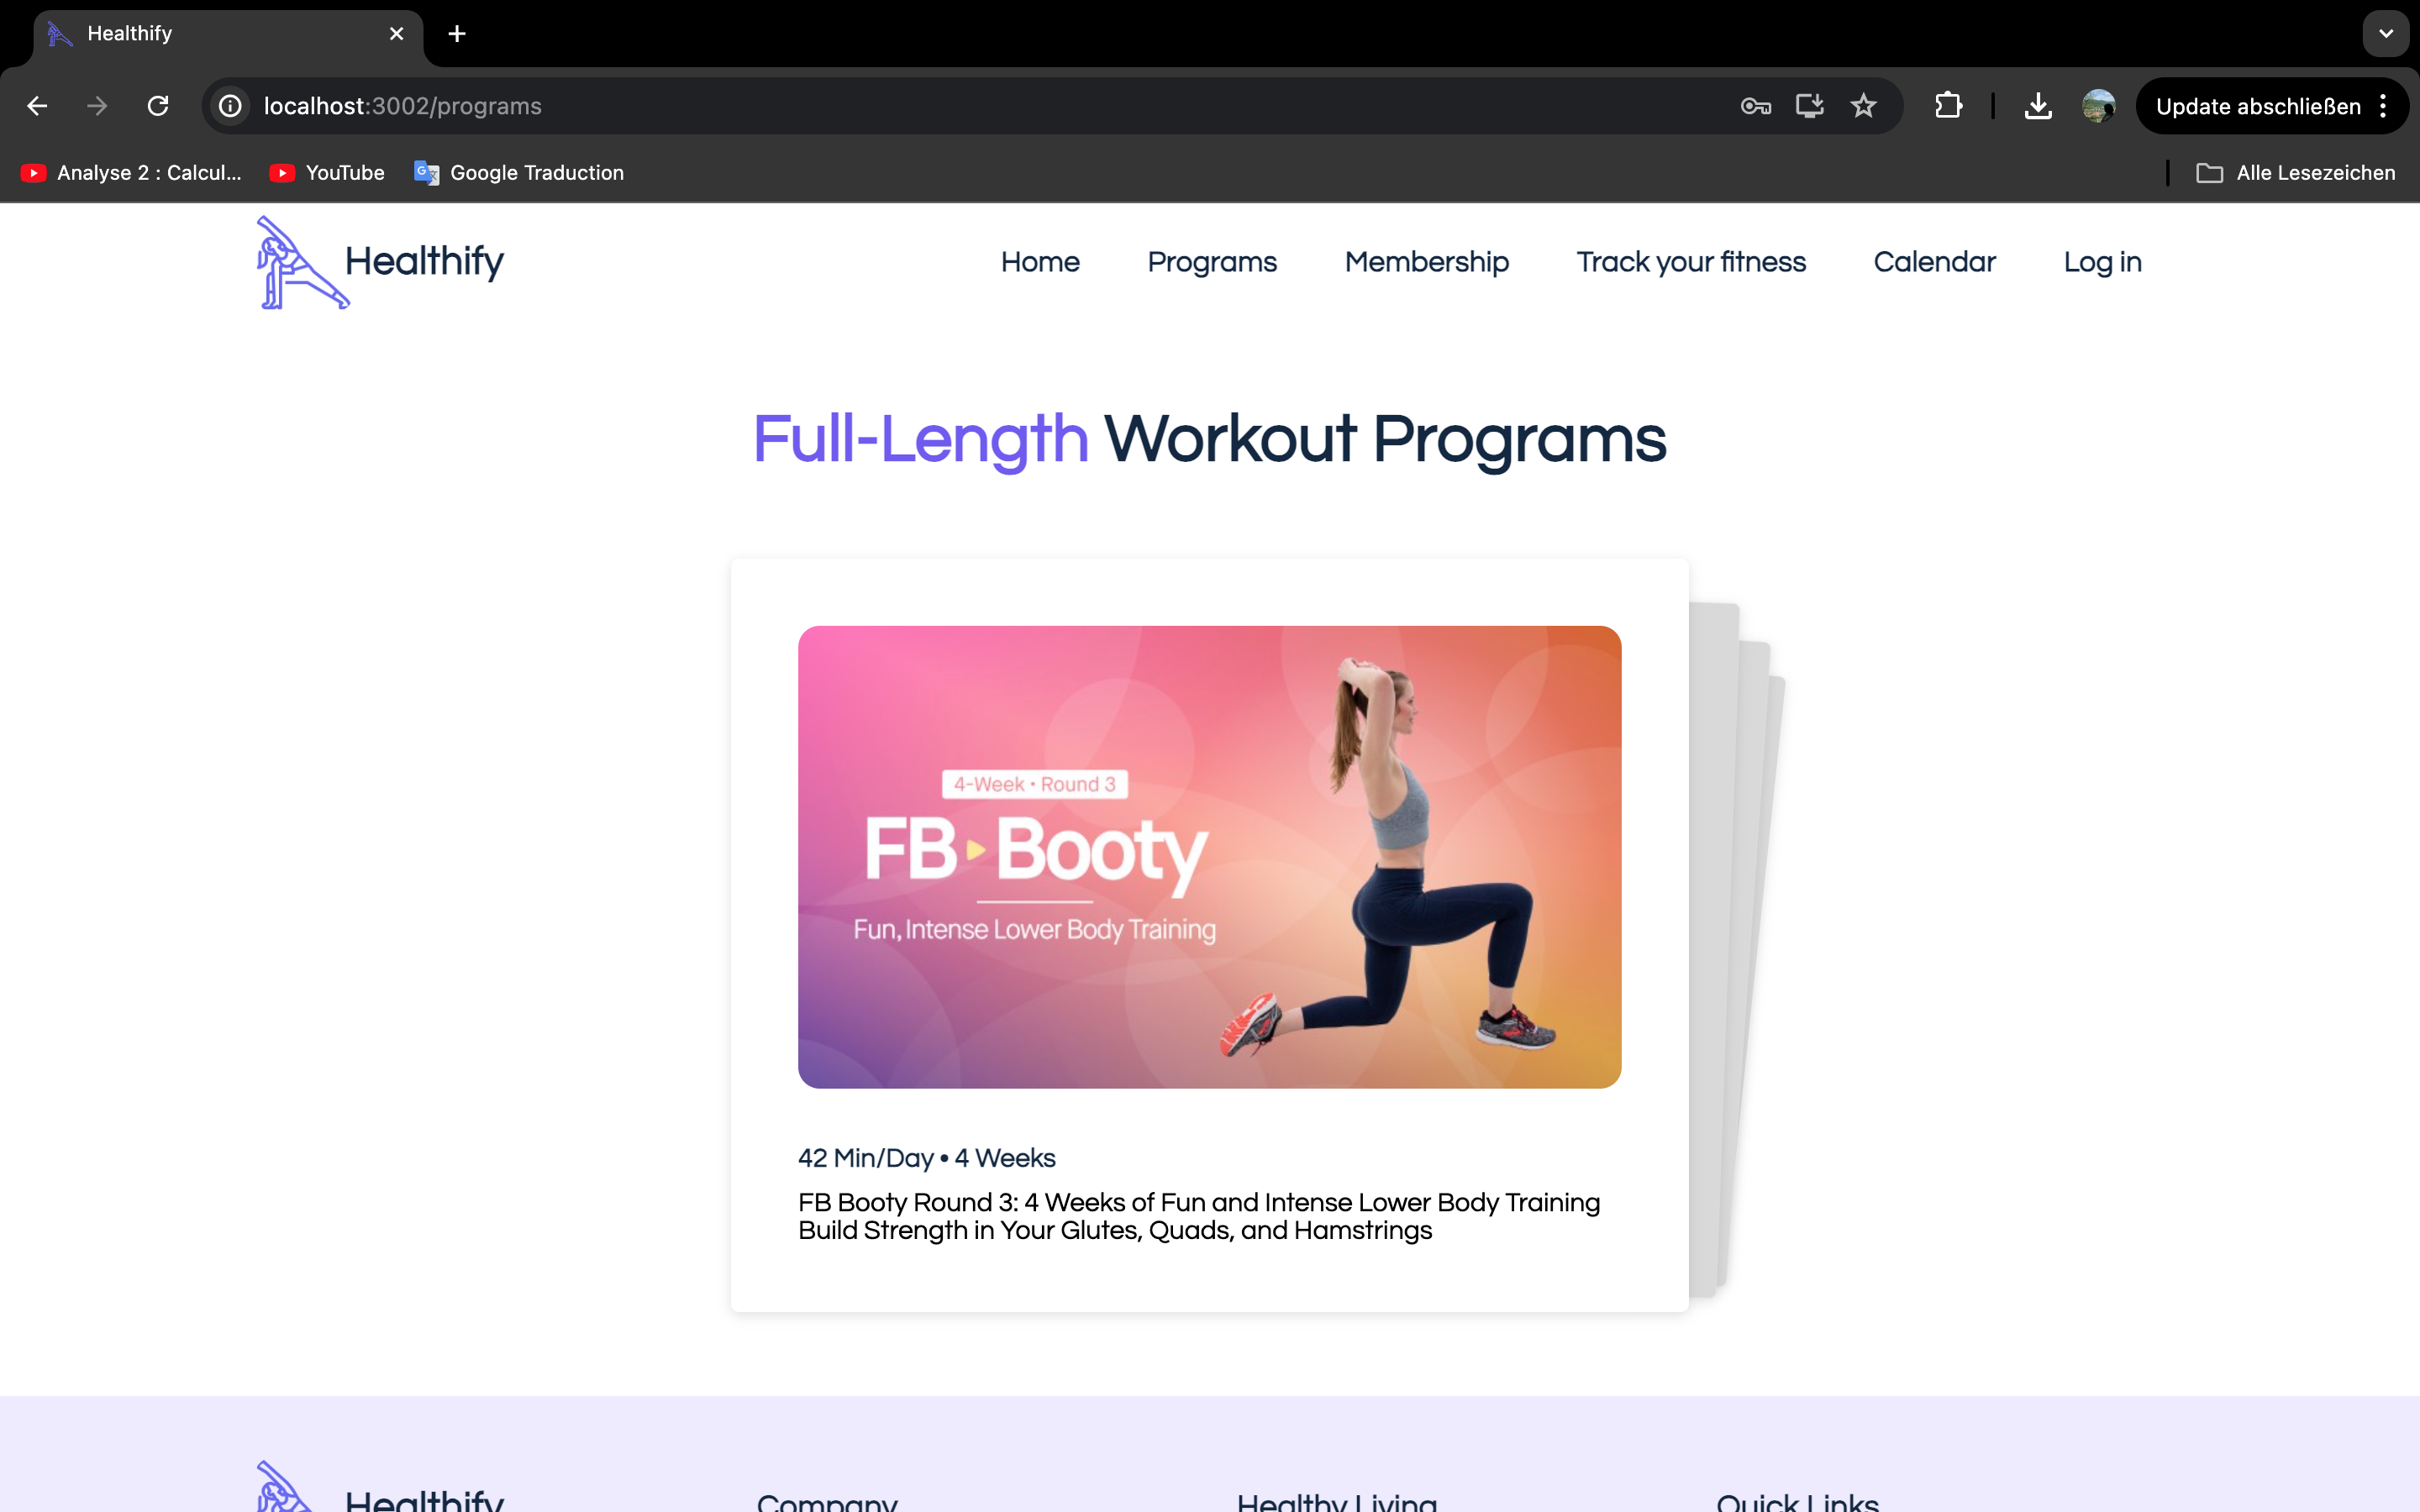 Healthify
localhost:3002/programs
Update abschließen
Analyse 2 : Calcul...
YouTube
Google Traduction
Alle Lesezeichen
Healthify
Home
Programs
Membership
Track your fitness
Calendar
Log in
Full-Length Workout Programs
4-Week • Round 3
FB Booty
Fun, Intense Lower Body Training
42 Min/Day • 4 Weeks
FB Booty Round 3: 4 Weeks of Fun and Intense Lower Body Training
Build Strength in Your Glutes, Quads, and Hamstrings
Healthify
Company
Healthy Living
Quick Links